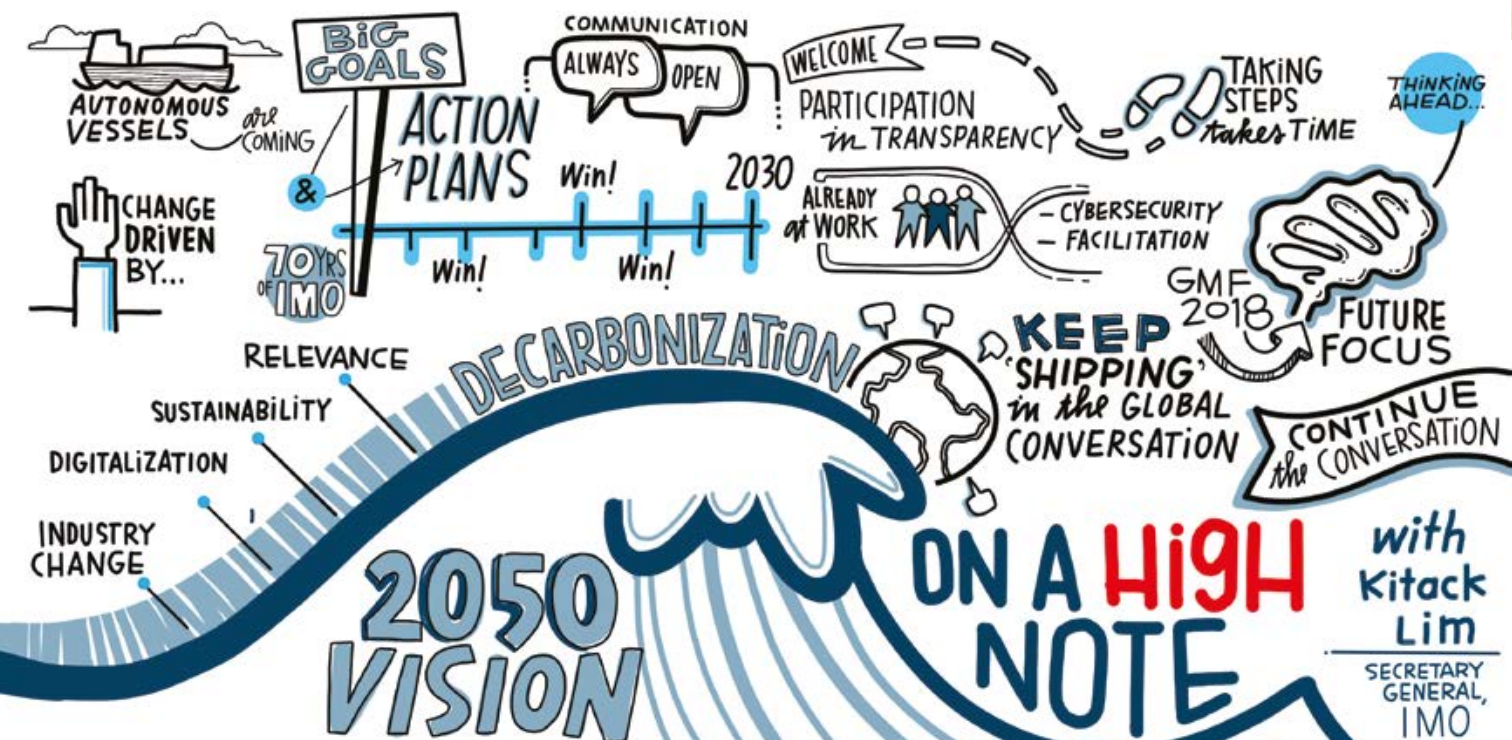 AUTONOMOUS
VESSELS
are
COMING
BiG
GOALS
&
ACTION
PLANS
COMMUNICATION
ALWAYS
OPEN
WELCOME
PARTICIPATION
in TRANSPARENCY
TAKiNG
STEPS
takes TiME
THiNKiNG
AHEAD...
CHANGE
DRiVEN
BY...
70YRS
OF IMO
Win!
Win!
Win!
2030
ALREADY
at WORK
- CYBERSECURITY
- FACILITATION
GMF
2018
FUTURE
FOCUS
RELEVANCE
SUSTAINABiLiTY
DIGITALiZATION
INDUSTRY
CHANGE
DECARBONIZATiON
KEEP
'SHIPPING'
in the GLOBAL
CONVERSATiON
CONTINUE
the CONVERSATiON
2050
VISION
ON A HigH
NOTE
with
Kitack
Lim
SECRETARY
GENERAL,
IMO